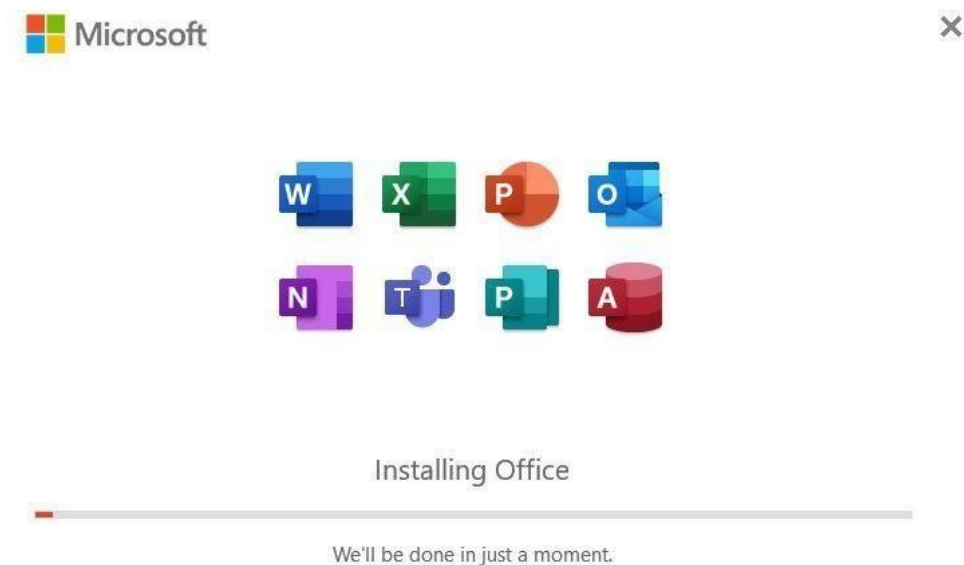 Microsoft
W X P O
N T P A
Installing Office
We'll be done in just a moment.